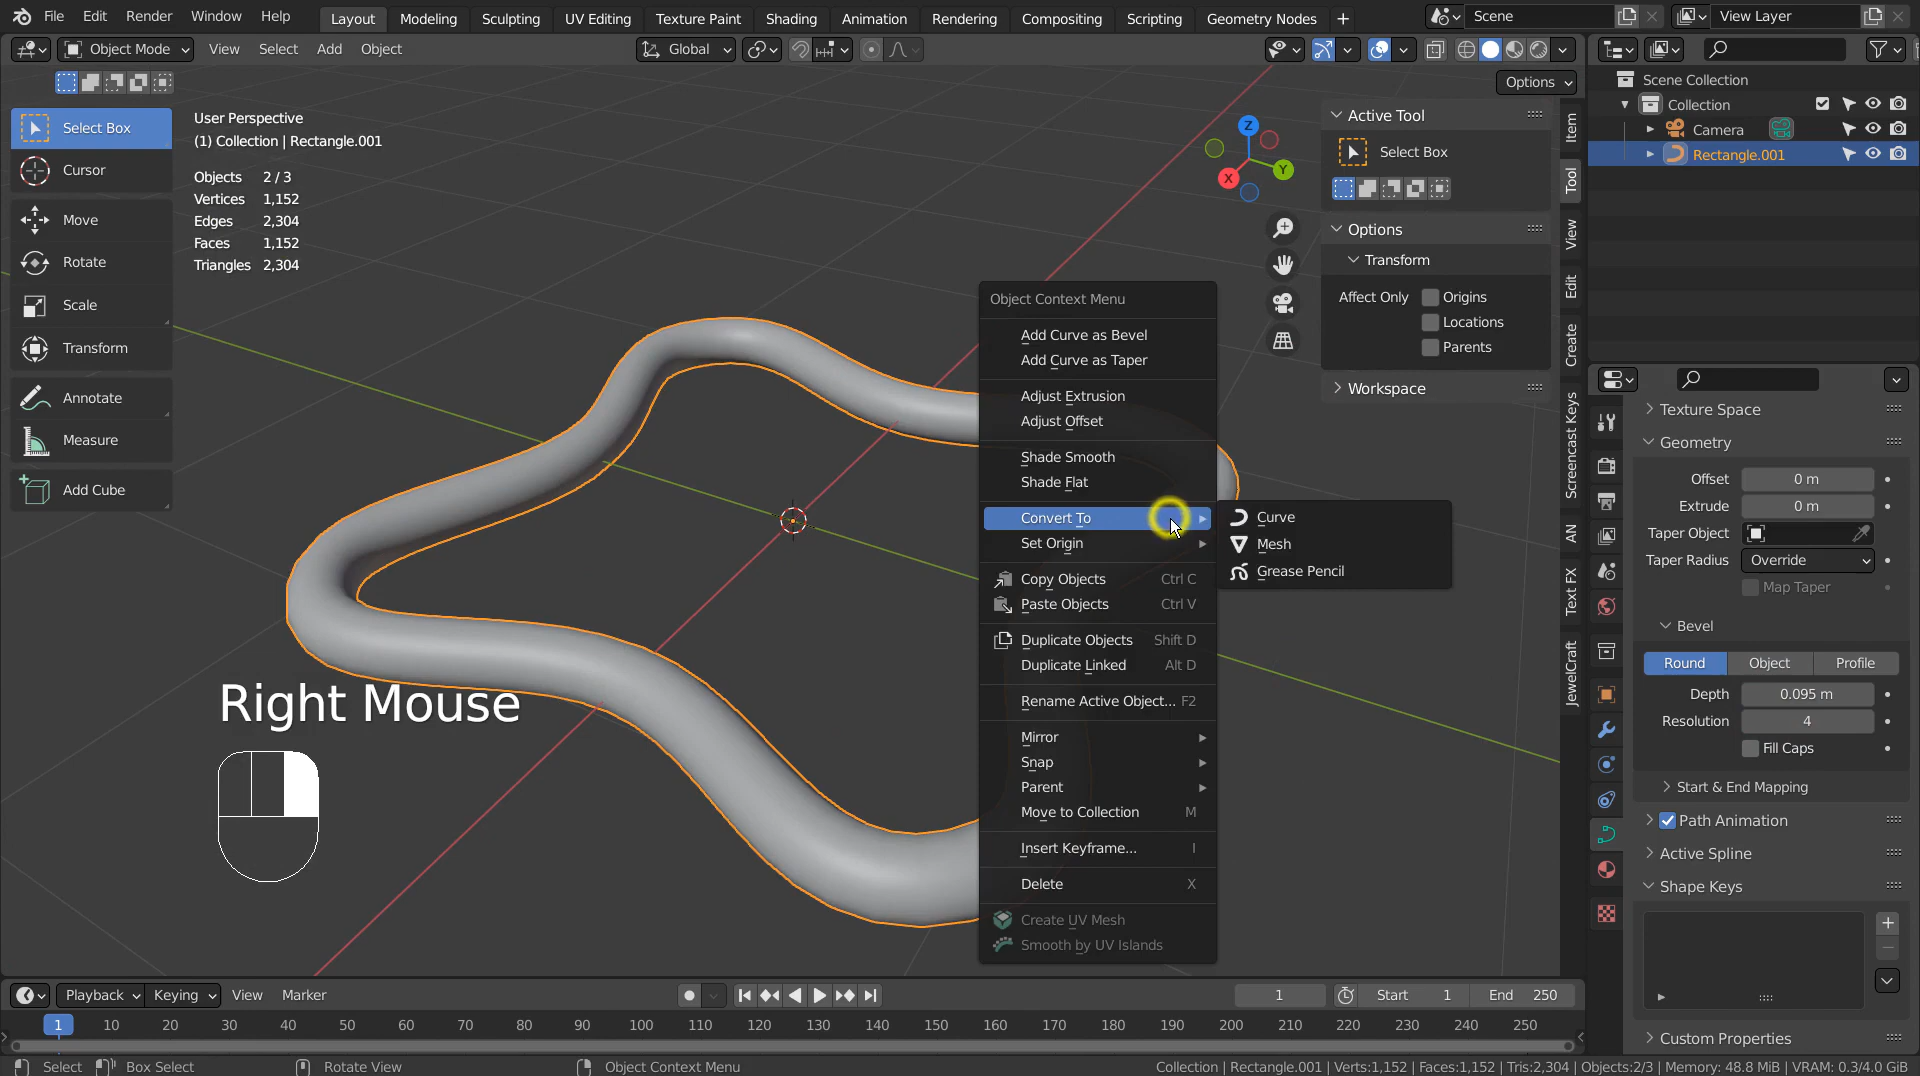 File Edit Render Window Help Layout Modeling Sculpting UV Editing Texture Paint Shading Animation Rendering Compositing Scripting Geometry Nodes + Scene View Layer
Object Mode View Select Add Object Global
Options
Select Box
Cursor
Move
Rotate
Scale
Transform
Annotate
Measure
Add Cube
User Perspective
(1) Collection | Rectangle.001
Objects 2 / 3
Vertices 1,152
Edges 2,304
Faces 1,152
Triangles 2,304
Z
Y
X
Object Context Menu
Add Curve as Bevel
Add Curve as Taper
Adjust Extrusion
Adjust Offset
Shade Smooth
Shade Flat
Convert To
Set Origin
Copy Objects Ctrl C
Paste Objects Ctrl V
Duplicate Objects Shift D
Duplicate Linked Alt D
Rename Active Object... F2
Mirror
Snap
Parent
Move to Collection M
Insert Keyframe... I
Delete X
Create UV Mesh
Smooth by UV Islands
Curve
Mesh
Grease Pencil
Right Mouse
Active Tool
Select Box
Options
Transform
Affect Only Origins
Locations
Parents
Workspace
Item
Tool
View
Edit
Create
Screencast Keys
AN
Text FX
JewelCraft
Scene Collection
Collection
Camera
Rectangle.001
Texture Space
Geometry
Offset 0 m
Extrude 0 m
Taper Object
Taper Radius Override
Map Taper
Bevel
Round Object Profile
Depth 0.095 m
Resolution 4
Fill Caps
Start & End Mapping
Path Animation
Active Spline
Shape Keys
Custom Properties
Playback Keying View Marker 1 Start 1 End 250
1 10 20 30 40 50 60 70 80 90 100 110 120 130 140 150 160 170 180 190 200 210 220 230 240 250
Select Box Select Rotate View Object Context Menu Collection | Rectangle.001 | Verts:1,152 | Faces:1,152 | Tris:2,304 | Objects:2/3 | Memory: 48.8 MiB | VRAM: 0.3/4.0 GiB